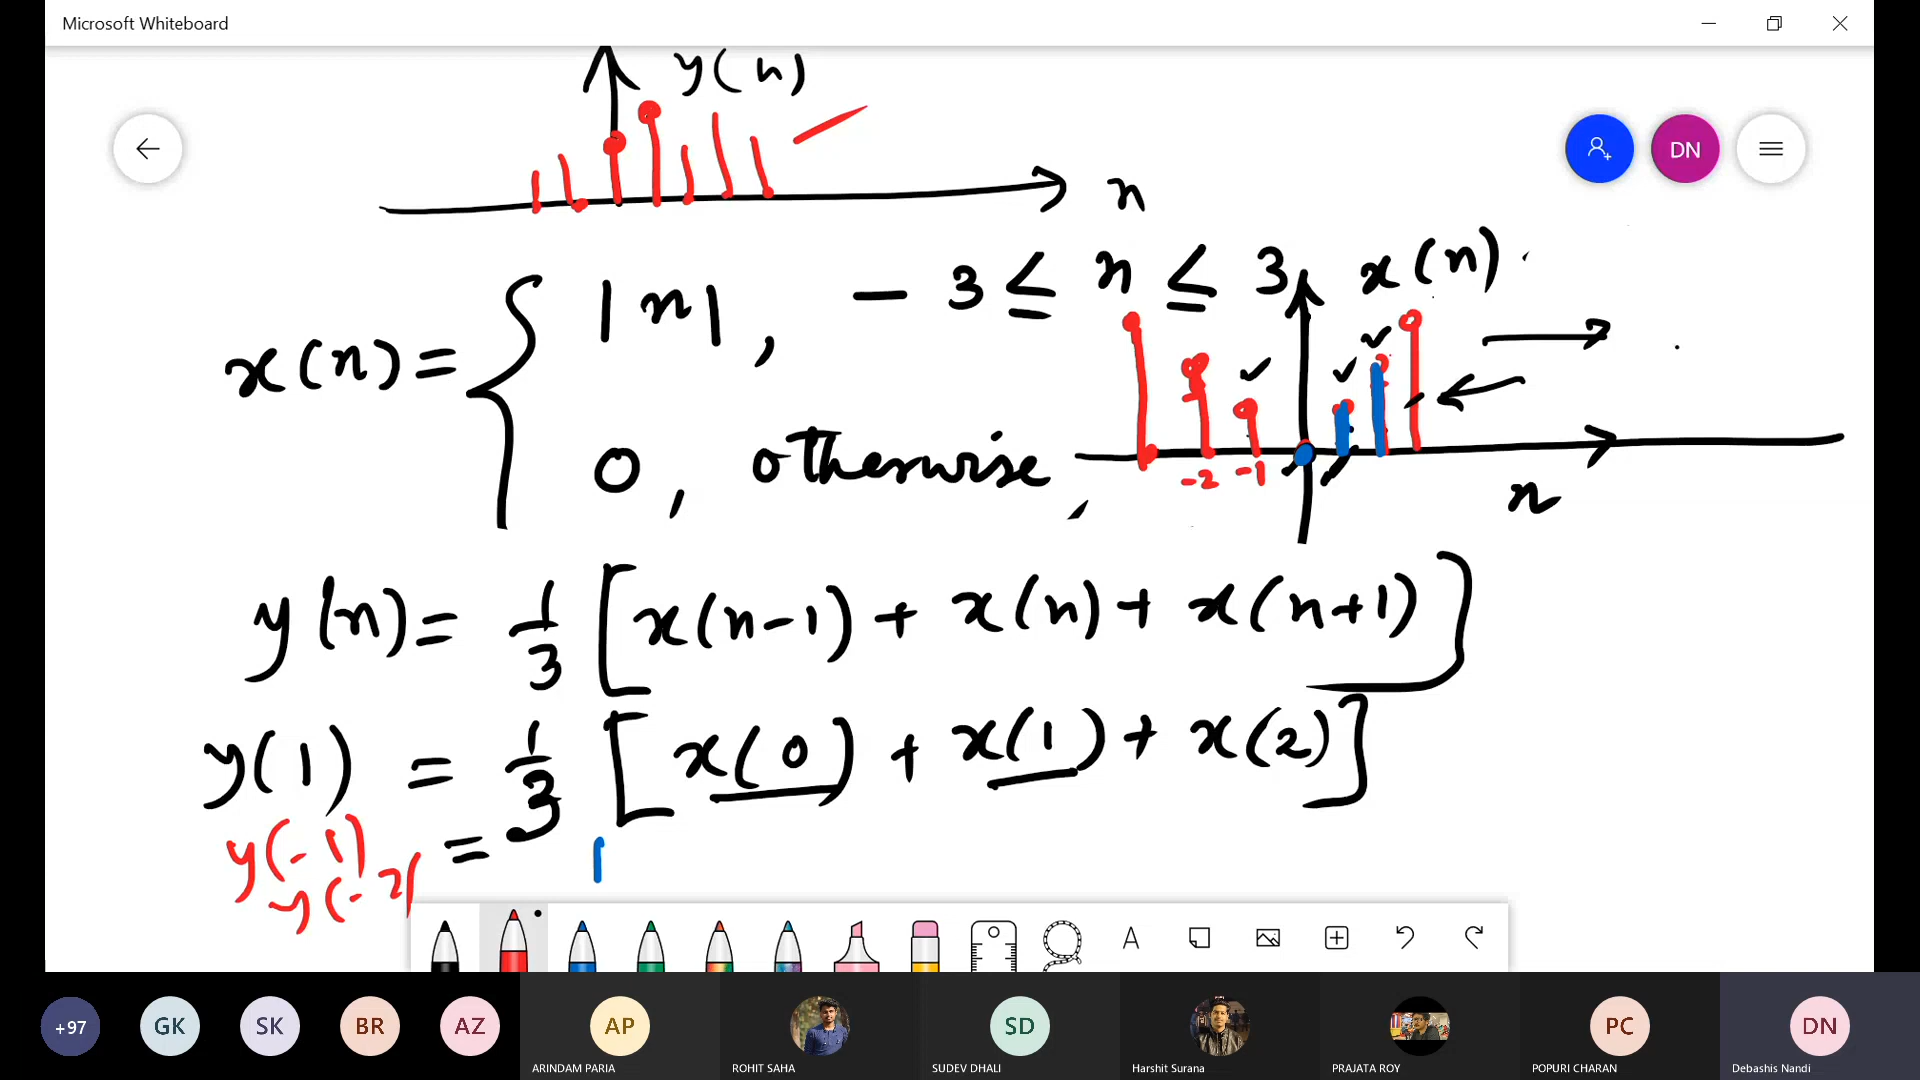 Microsoft Whiteboard
y(n)
n
DN
x(n) = { |n|, -3 ≤ n ≤ 3
0, otherwise,
x(n)
-2 -1
n
y(n) = 1/3 [x(n-1) + x(n) + x(n+1)]
y(1) = 1/3 [x(0) + x(1) + x(2)]
= 1
y(-1)
y(-2)
A
+97
GK
SK
BR
AZ
AP
ARINDAM PARIA
ROHIT SAHA
SD
SUDEV DHALI
Harshit Surana
PRAJATA ROY
PC
POPURI CHARAN
DN
Debashis Nandi